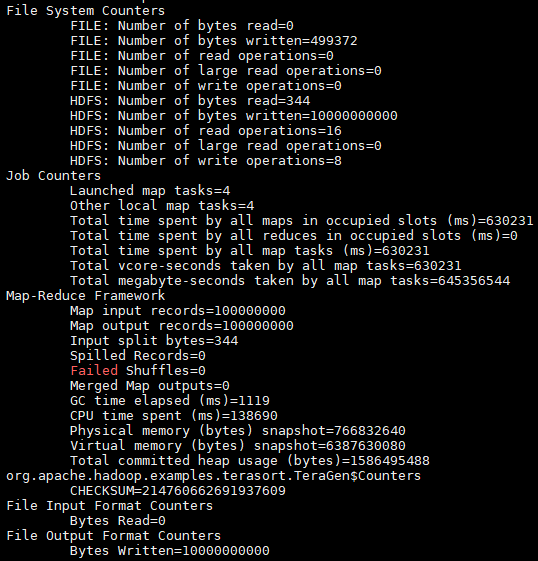 File System Counters
FILE: Number of bytes read=0
FILE: Number of bytes written=499372
FILE: Number of read operations=0
FILE: Number of large read operations=0
FILE: Number of write operations=0
HDFS: Number of bytes read=344
HDFS: Number of bytes written=10000000000
HDFS: Number of read operations=16
HDFS: Number of large read operations=0
HDFS: Number of write operations=8
Job Counters
Launched map tasks=4
Other local map tasks=4
Total time spent by all maps in occupied slots (ms)=630231
Total time spent by all reduces in occupied slots (ms)=0
Total time spent by all map tasks (ms)=630231
Total vcore-seconds taken by all map tasks=630231
Total megabyte-seconds taken by all map tasks=645356544
Map-Reduce Framework
Map input records=100000000
Map output records=100000000
Input split bytes=344
Spilled Records=0
Failed Shuffles=0
Merged Map outputs=0
GC time elapsed (ms)=1119
CPU time spent (ms)=138690
Physical memory (bytes) snapshot=766832640
Virtual memory (bytes) snapshot=6387630080
Total committed heap usage (bytes)=1586495488
org.apache.hadoop.examples.terasort.TeraGen$Counters
CHECKSUM=214760662691937609
File Input Format Counters
Bytes Read=0
File Output Format Counters
Bytes Written=10000000000